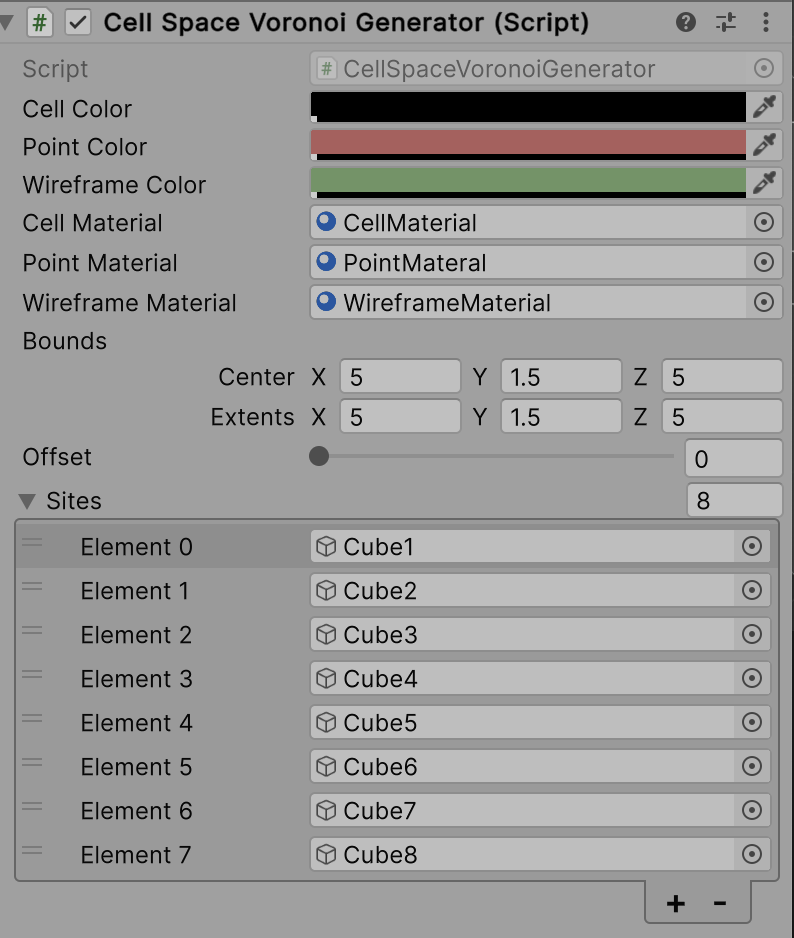 # Cell Space Voronoi Generator (Script)
Script # CellSpaceVoronoiGenerator
Cell Color
Point Color
Wireframe Color
Cell Material CellMaterial
Point Material PointMateral
Wireframe Material WireframeMaterial
Bounds
Center X 5 Y 1.5 Z 5
Extents X 5 Y 1.5 Z 5
Offset 0
Sites 8
Element 0 Cube1
Element 1 Cube2
Element 2 Cube3
Element 3 Cube4
Element 4 Cube5
Element 5 Cube6
Element 6 Cube7
Element 7 Cube8
+ -